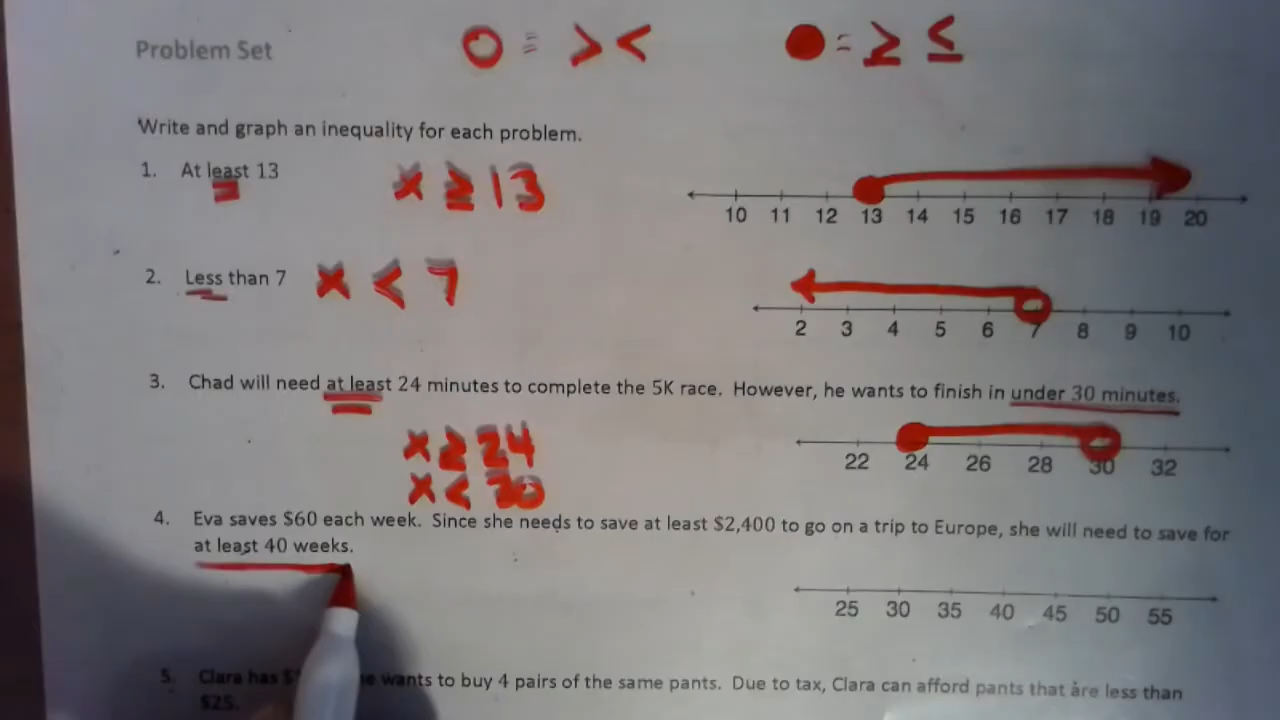 Problem Set
O = > <
● = ≥ ≤
Write and graph an inequality for each problem.
1. At least 13
x ≥ 13
10 11 12 13 14 15 16 17 18 19 20
2. Less than 7
x < 7
2 3 4 5 6 7 8 9 10
3. Chad will need at least 24 minutes to complete the 5K race. However, he wants to finish in under 30 minutes.
x ≥ 24
x < 30
22 24 26 28 30 32
4. Eva saves $60 each week. Since she needs to save at least $2,400 to go on a trip to Europe, she will need to save for
at least 40 weeks.
25 30 35 40 45 50 55
5. Clara has wants to buy 4 pairs of the same pants. Due to tax, Clara can afford pants that are less than
$25.